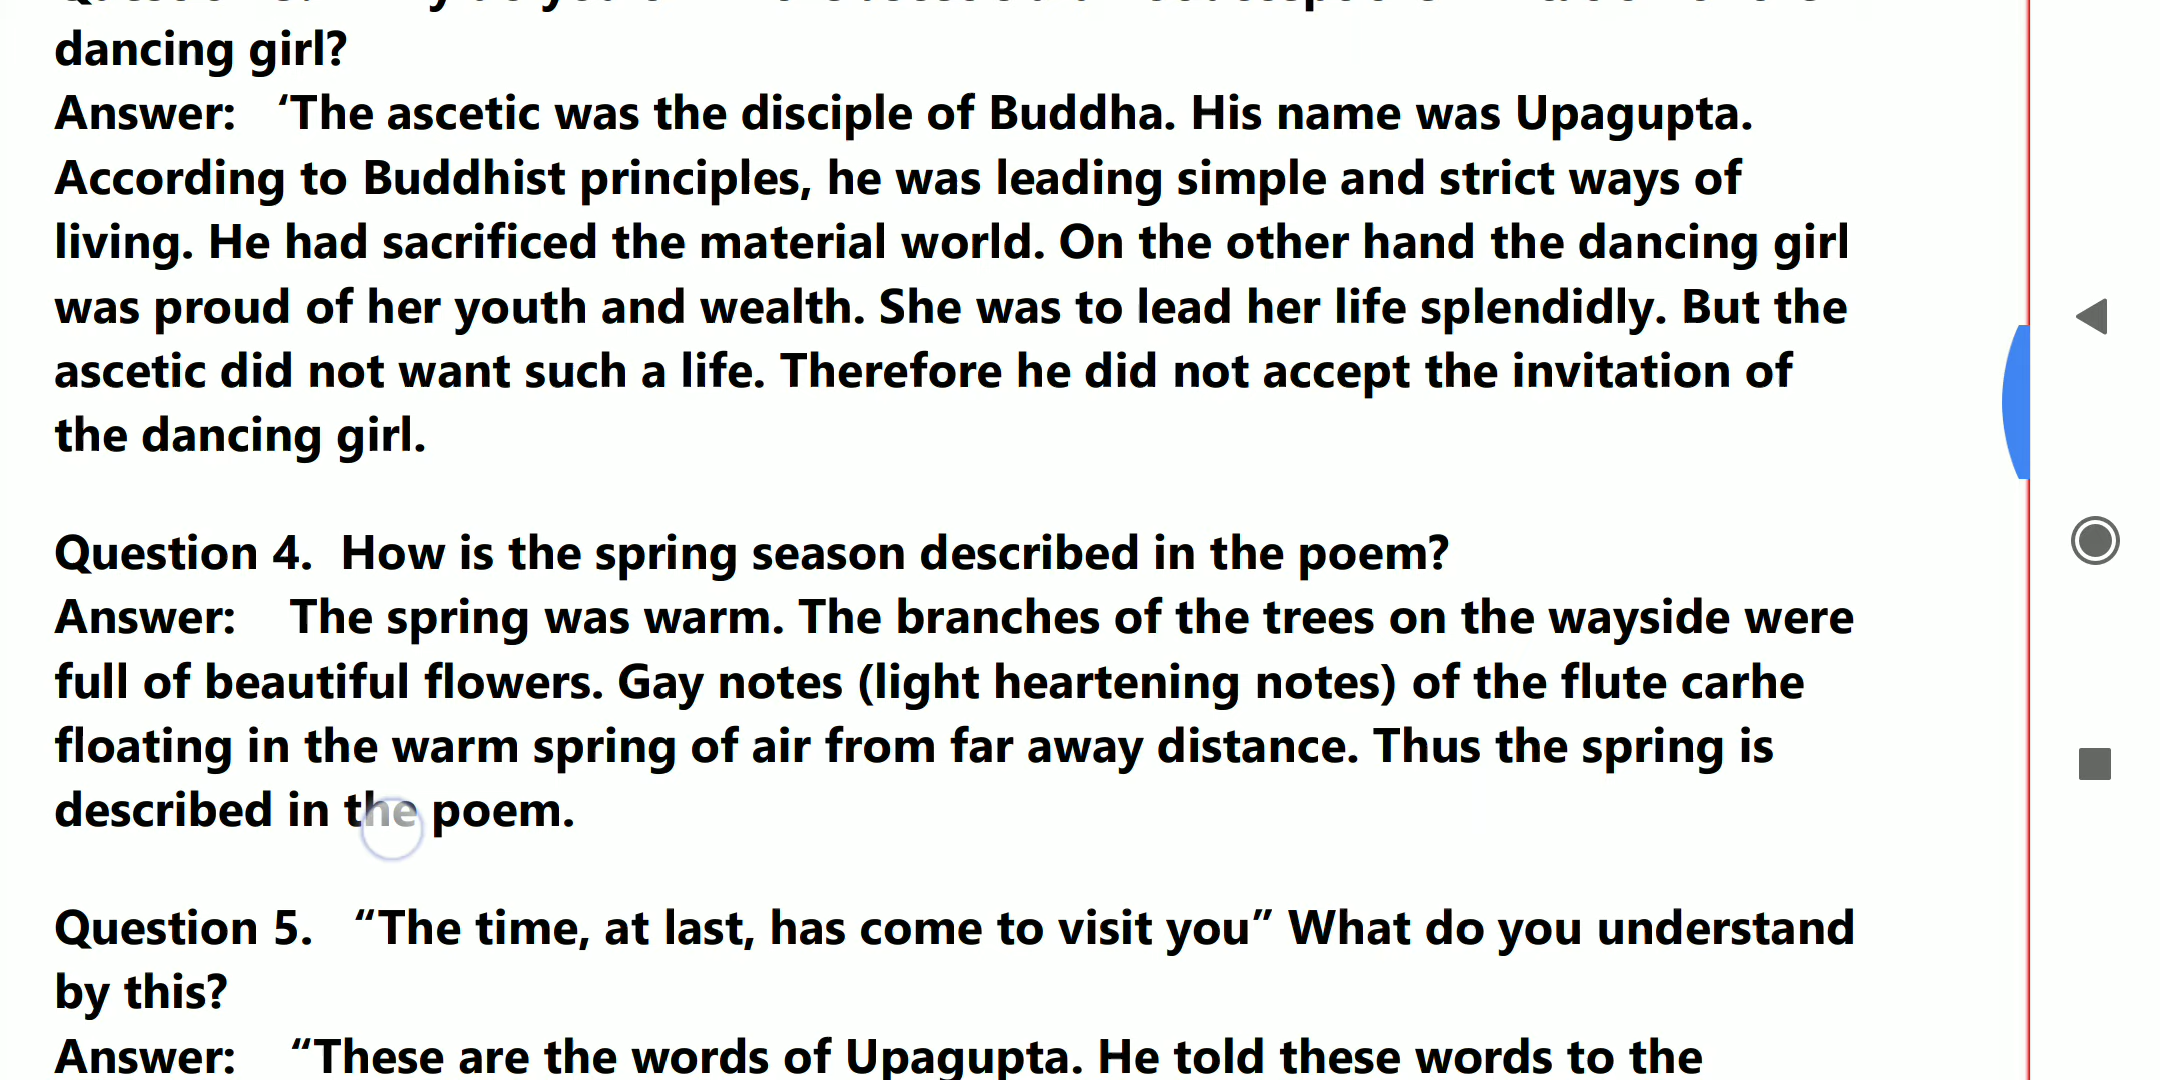 dancing girl?
Answer: ‘The ascetic was the disciple of Buddha. His name was Upagupta.
According to Buddhist principles, he was leading simple and strict ways of
living. He had sacrificed the material world. On the other hand the dancing girl
was proud of her youth and wealth. She was to lead her life splendidly. But the
ascetic did not want such a life. Therefore he did not accept the invitation of
the dancing girl.
Question 4. How is the spring season described in the poem?
Answer: The spring was warm. The branches of the trees on the wayside were
full of beautiful flowers. Gay notes (light heartening notes) of the flute carhe
floating in the warm spring of air from far away distance. Thus the spring is
described in the poem.
Question 5. “The time, at last, has come to visit you” What do you understand
by this?
Answer: “These are the words of Upagupta. He told these words to the